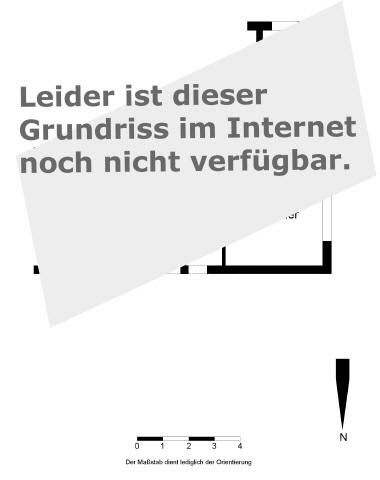 Leider ist dieser
Grundriss im Internet
noch nicht verfügbar.
N
0 1 2 3 4
Der Maßstab dient lediglich der Orientierung